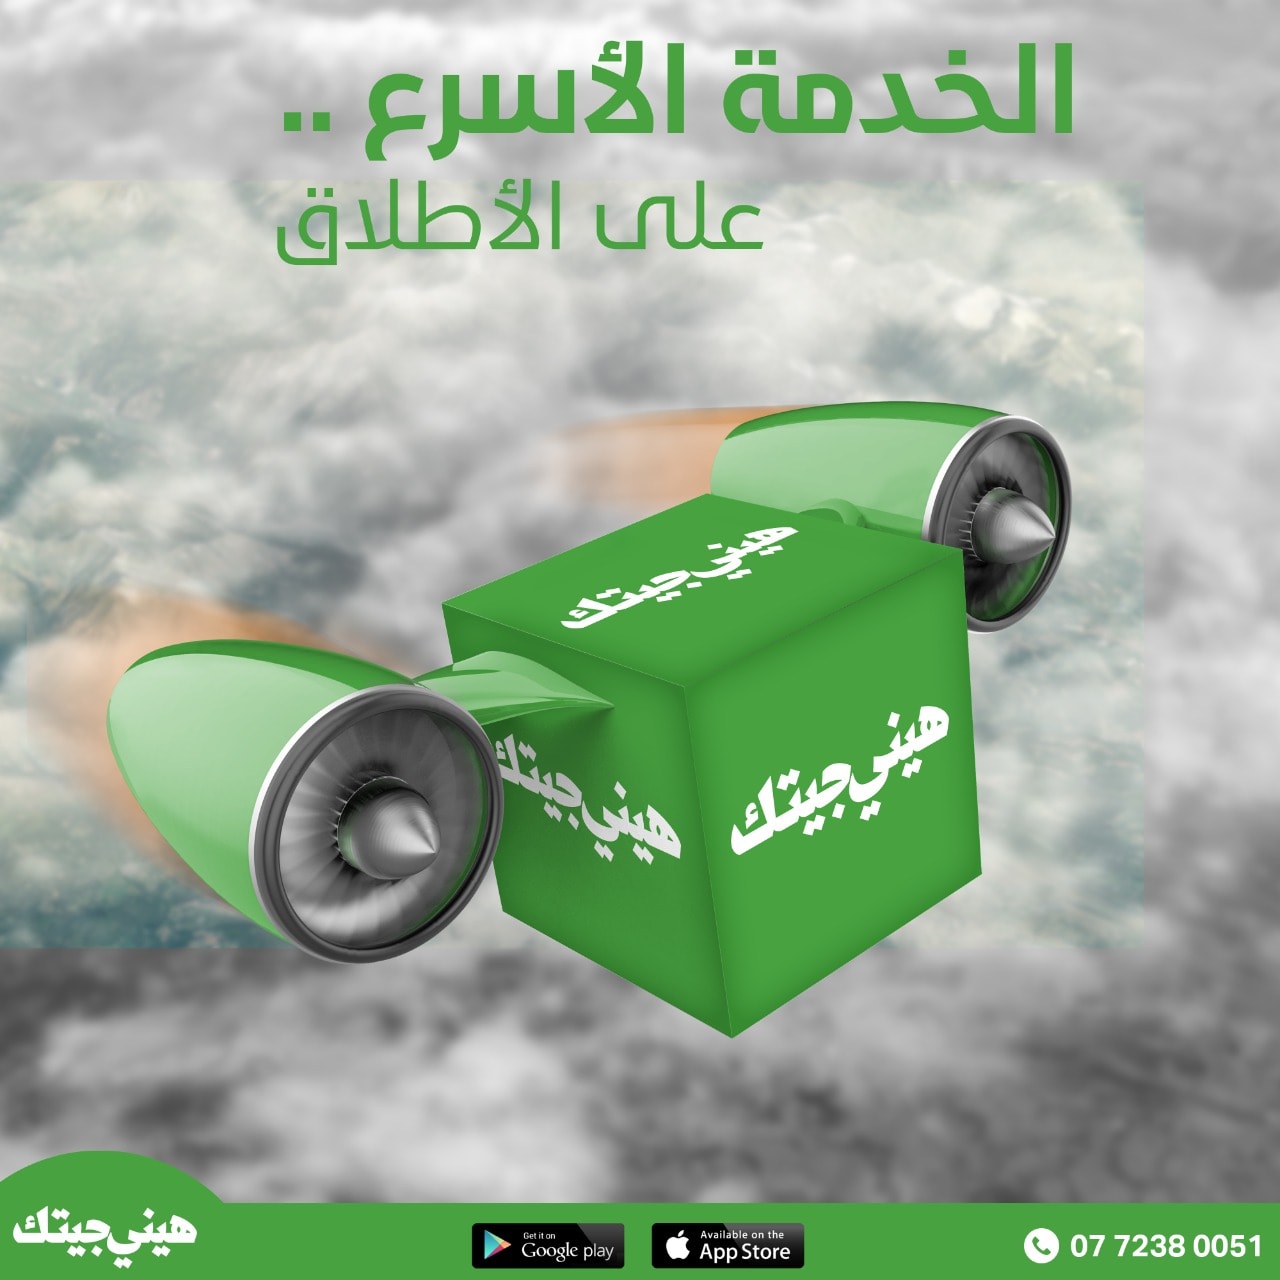 الخدمة الأسرع ..
على الأطلاق
هيني جيتك
هيني جيتك
هيني جيتك
هيني جيتك
Get it on
Google play
Available on the
App Store
07 7238 0051